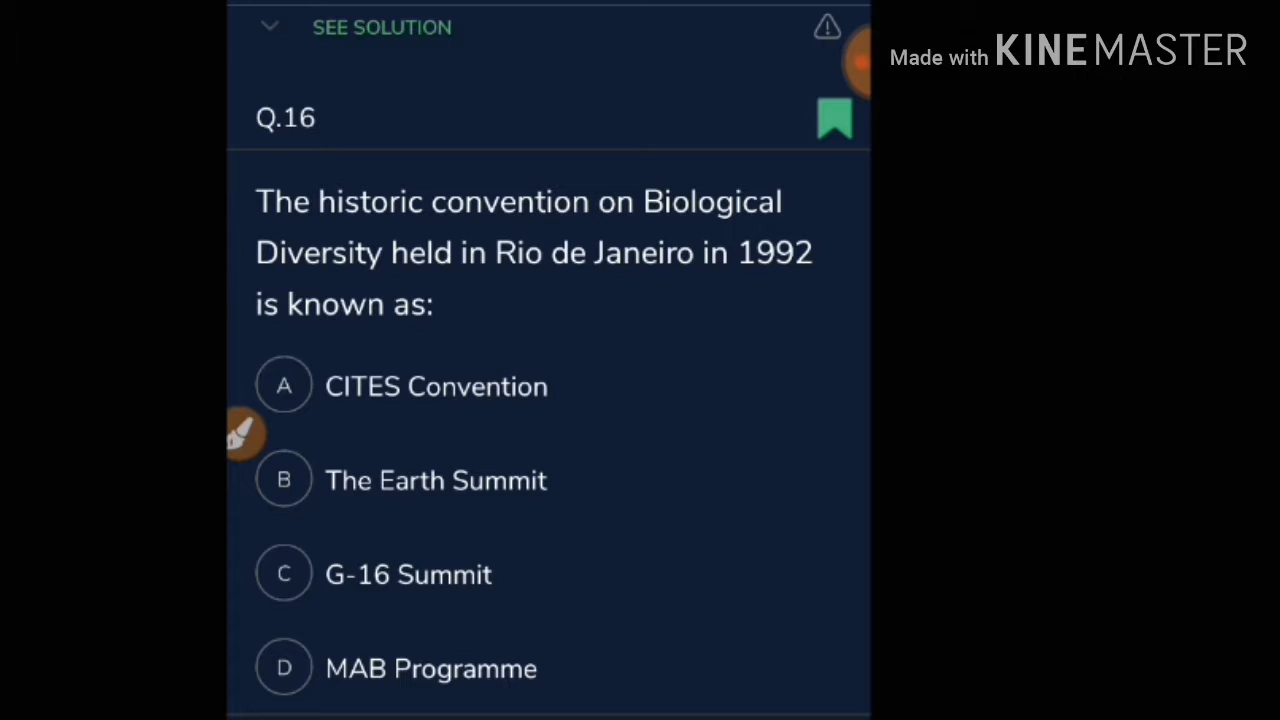 SEE SOLUTION
Made with KINEMASTER
Q.16
The historic convention on Biological
Diversity held in Rio de Janeiro in 1992
is known as:
A CITES Convention
B The Earth Summit
C G-16 Summit
D MAB Programme